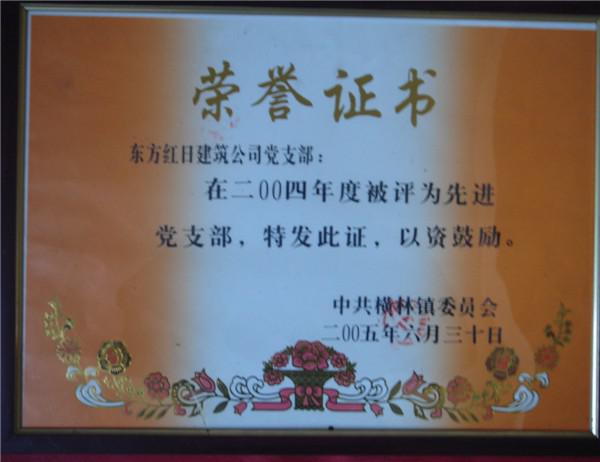 荣誉证书
东方红日建筑公司党支部：
在二00四年度被评为先进
党支部，特发此证，以资鼓励。
中共横林镇委员会
二00五年六月三十日